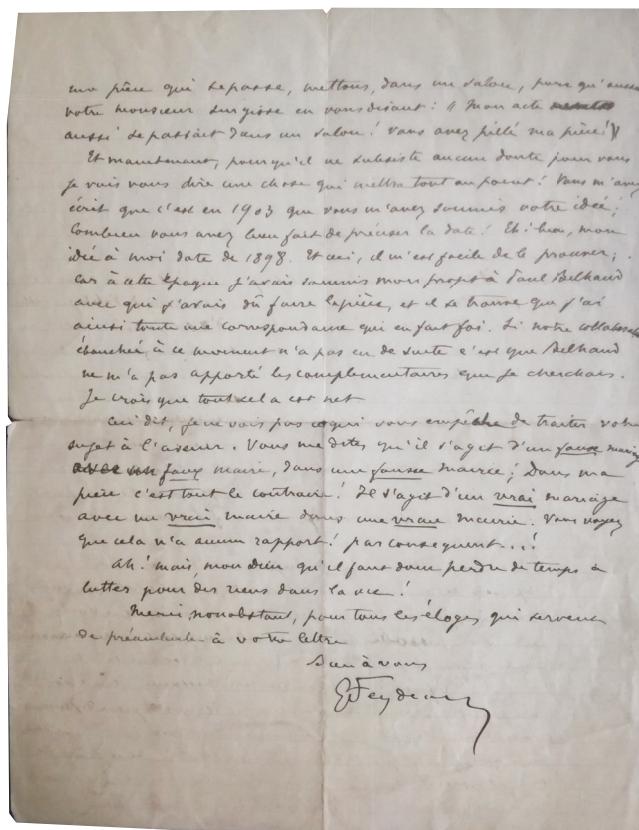 ma pièce qui se passe, mettons, dans un salon, pour qu'aussi
votre monsieur surgisse en vous disant : "Mon acte
aussi se passait dans un salon ! Vous avez pillé ma pièce !"
Et maintenant, pour qu'il ne subsiste aucun doute pour vous
je vais vous dire une chose qui mettra tout au point ! Vous m'avez
écrit que c'est en 1903 que vous m'avez soumis votre idée ;
combien vous avez bien fait de préciser la date ! Eh ! bien, mon
idée à moi date de 1898. Et ceci, il m'est facile de le prouver ;
car à cette époque j'avais soumis mon projet à Paul Bilhaud
avec qui j'avais dû faire la pièce, et il se trouve que j'ai
ainsi toute une correspondance qui en fait foi. Si notre collaboration
ébauchée à ce moment n'a pas eu de suite c'est que Bilhaud
ne m'a pas apporté les complémentaires que je cherchais.
Je crois que tout cela est net
Ceci dit, je ne vois pas ce qui vous empêche de traiter votre
sujet à l'avenir. Vous me dites qu'il s'agit d'un faux mariage
avec un faux maire, dans une fausse mairie ; Dans ma
pièce c'est tout le contraire ! Il s'agit d'un vrai mariage
avec un vrai maire dans une vraie mairie. Vous voyez
que cela n'a aucun rapport ! par conséquent...!
Ah ! mais, mon Dieu qu'il faut donc perdre de temps à
lutter pour des riens dans la vie !
Merci nonobstant, pour tous les éloges qui servent
de préambule à votre lettre
Bien à vous
G Feydeau